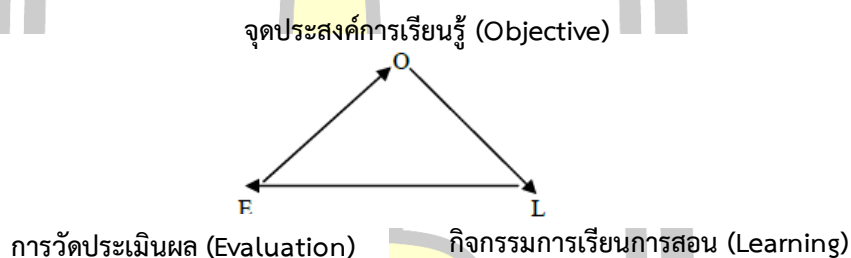 จุดประสงค์การเรียนรู้ (Objective)
O
E
L
การวัดประเมินผล (Evaluation)
กิจกรรมการเรียนการสอน (Learning)